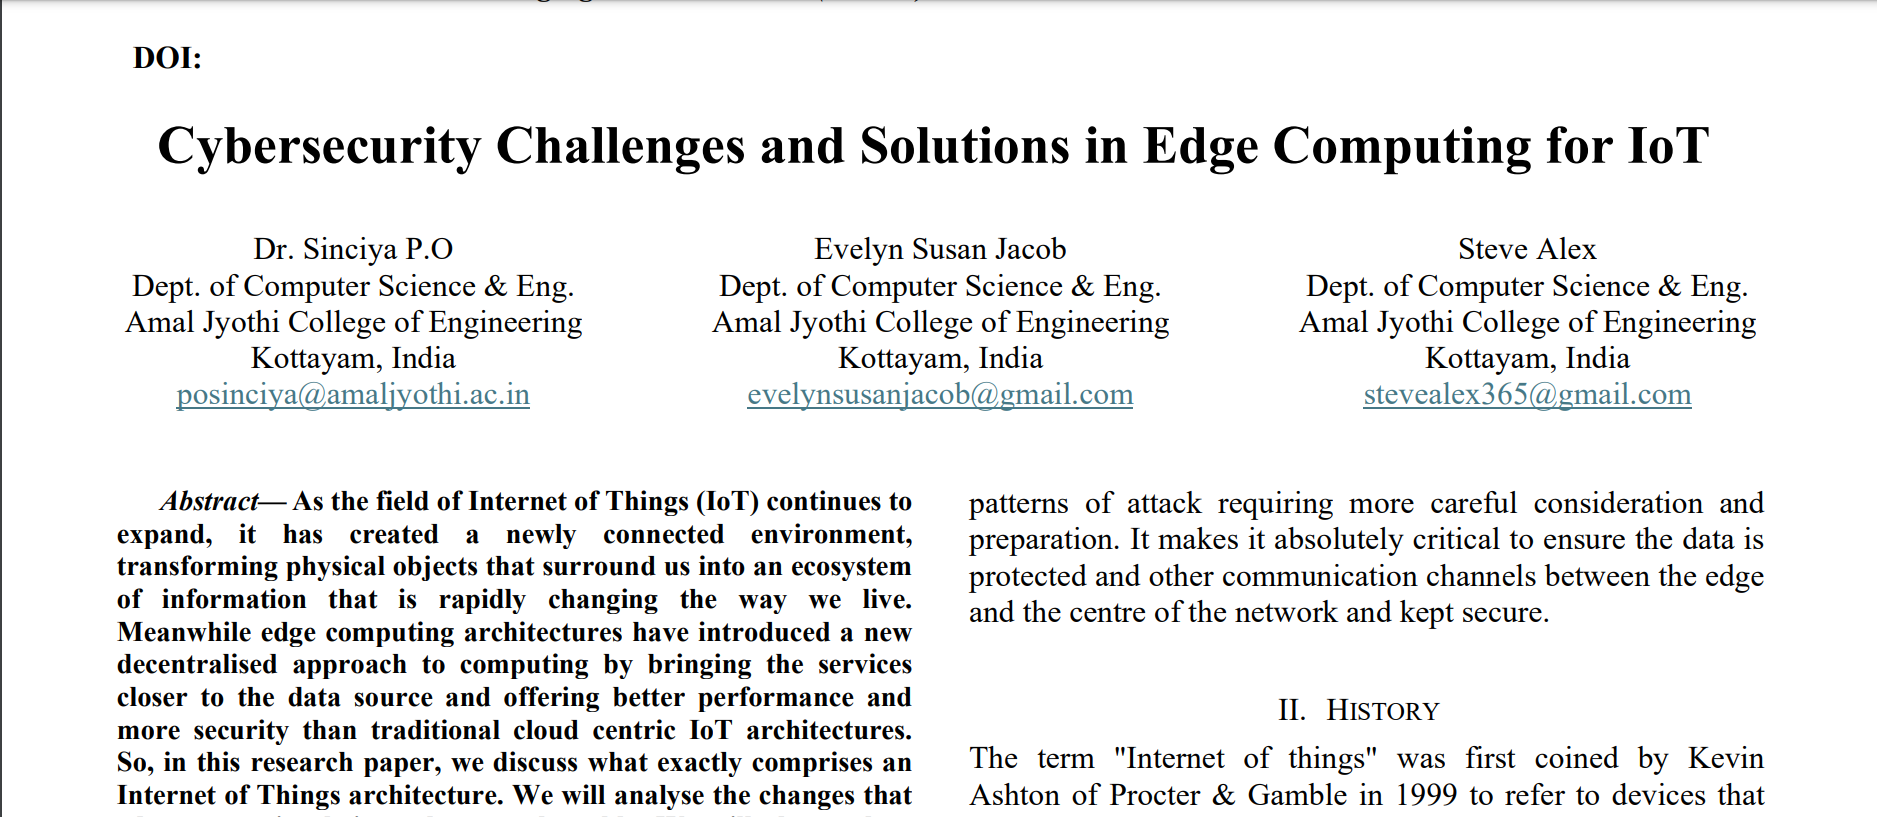 DOI:
Cybersecurity Challenges and Solutions in Edge Computing for IoT
Dr. Sinciya P.O
Dept. of Computer Science & Eng.
Amal Jyothi College of Engineering
Kottayam, India
posinciya@amaljyothi.ac.in
Evelyn Susan Jacob
Dept. of Computer Science & Eng.
Amal Jyothi College of Engineering
Kottayam, India
evelynsusanjacob@gmail.com
Steve Alex
Dept. of Computer Science & Eng.
Amal Jyothi College of Engineering
Kottayam, India
stevealex365@gmail.com
Abstract— As the field of Internet of Things (IoT) continues to
expand, it has created a newly connected environment,
transforming physical objects that surround us into an ecosystem
of information that is rapidly changing the way we live.
Meanwhile edge computing architectures have introduced a new
decentralised approach to computing by bringing the services
closer to the data source and offering better performance and
more security than traditional cloud centric IoT architectures.
So, in this research paper, we discuss what exactly comprises an
Internet of Things architecture. We will analyse the changes that
patterns of attack requiring more careful consideration and
preparation. It makes it absolutely critical to ensure the data is
protected and other communication channels between the edge
and the centre of the network and kept secure.
II. HISTORY
The term "Internet of things" was first coined by Kevin
Ashton of Procter & Gamble in 1999 to refer to devices that